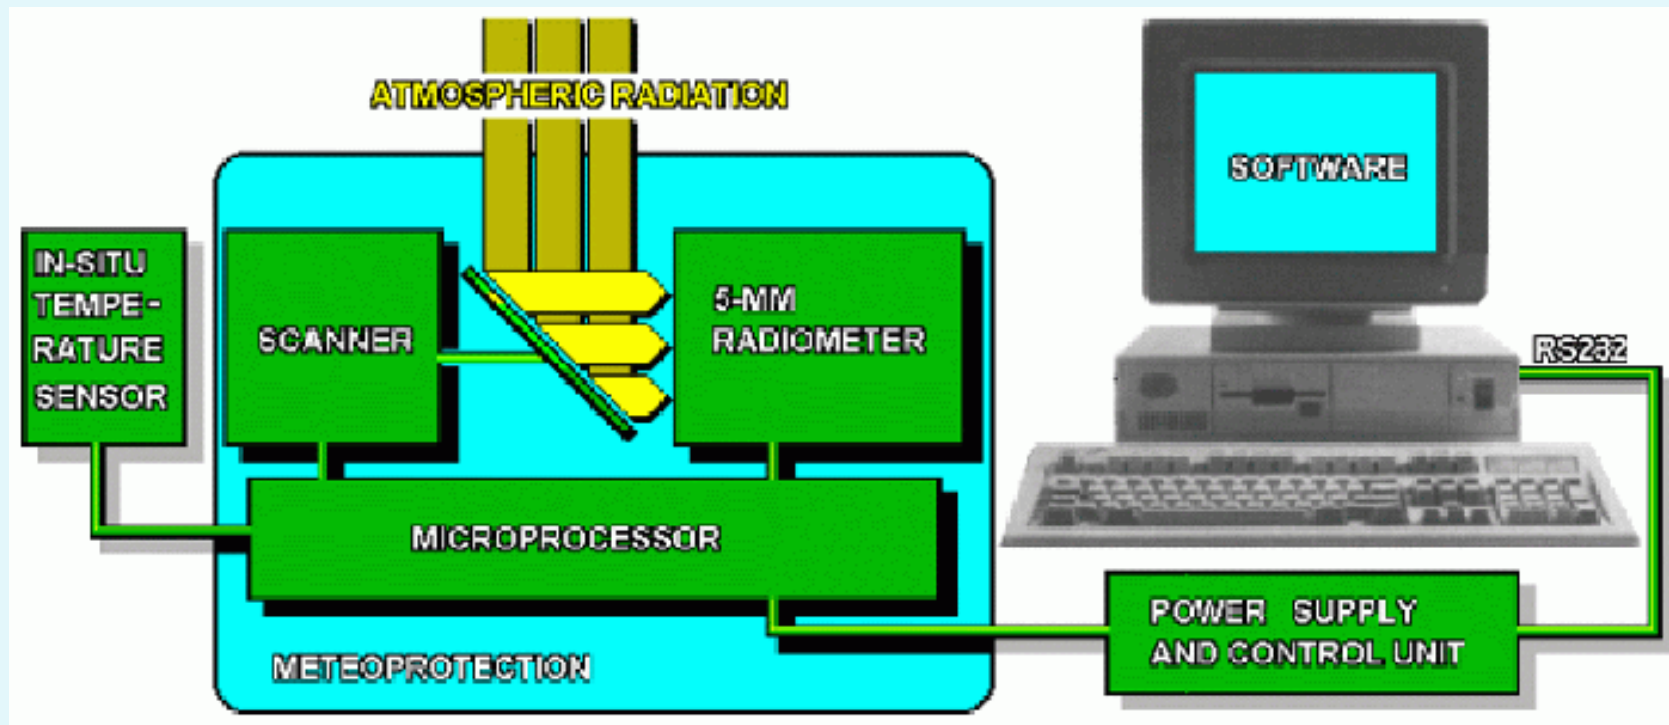 ATMOSPHERIC RADIATION
SOFTWARE
IN-SITU
TEMPE-
RATURE
SENSOR
SCANNER
5-MM
RADIOMETER
RS232
MICROPROCESSOR
POWER SUPPLY
AND CONTROL UNIT
METEOPROTECTION